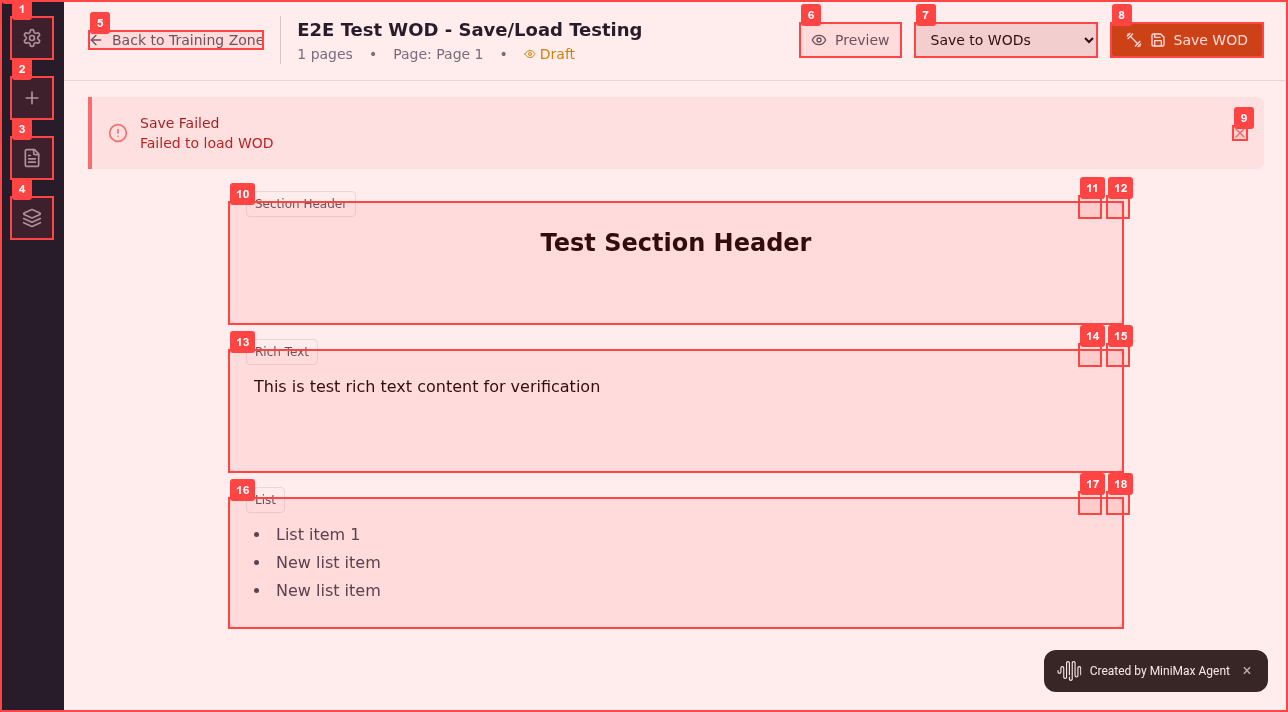 1
2
3
4
5
Back to Training Zone
E2E Test WOD - Save/Load Testing
1 pages • Page: Page 1 • Draft
6
Preview
7
Save to WODs
8
Save WOD
Save Failed
Failed to load WOD
9
10
Section Header
11
12
Test Section Header
13
Rich Text
14
15
This is test rich text content for verification
16
List
17
18
• List item 1
• New list item
• New list item
Created by MiniMax Agent ×